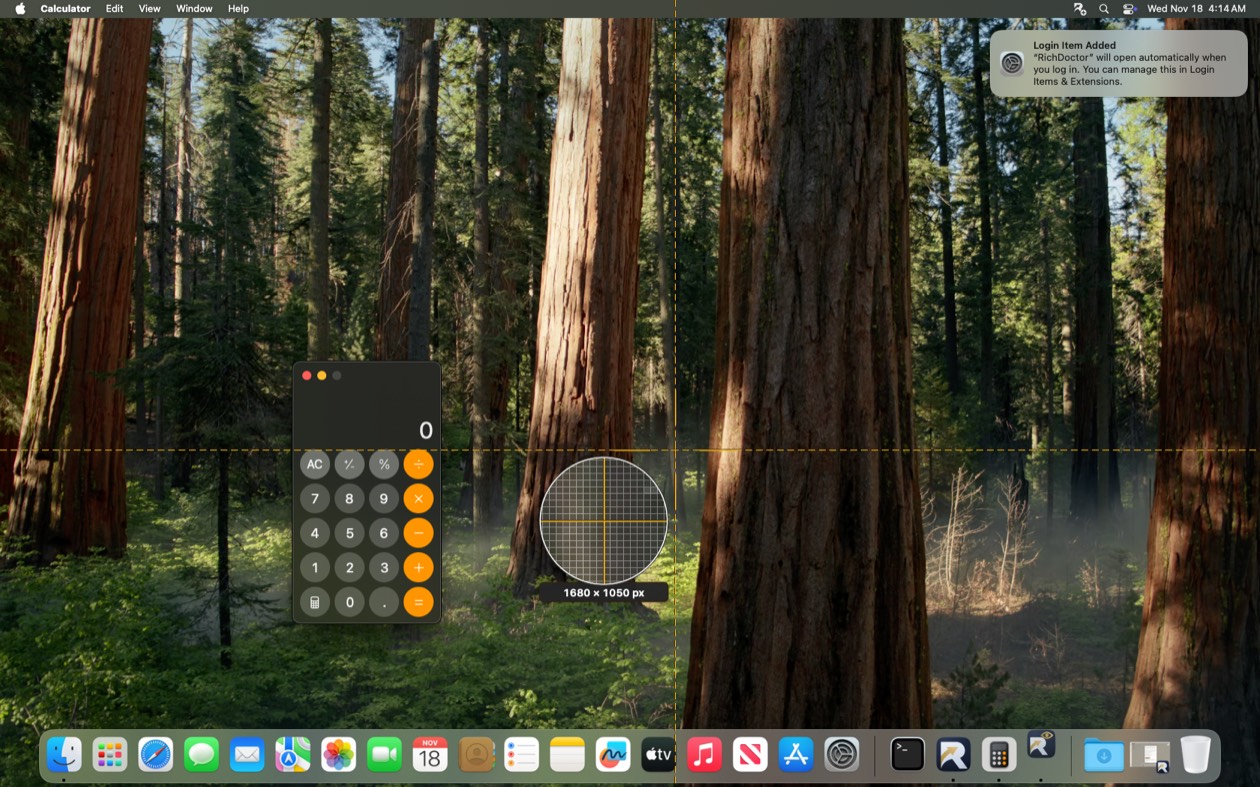 Calculator Edit View Window Help
Wed Nov 18 4:14 AM
Login Item Added
"RichDoctor" will open automatically when
you log in. You can manage this in Login
Items & Extensions.
0
AC +/- % ÷
7 8 9 ×
4 5 6 −
1 2 3 +
0 . =
1680 × 1050 px
NOV
18
tv
>_